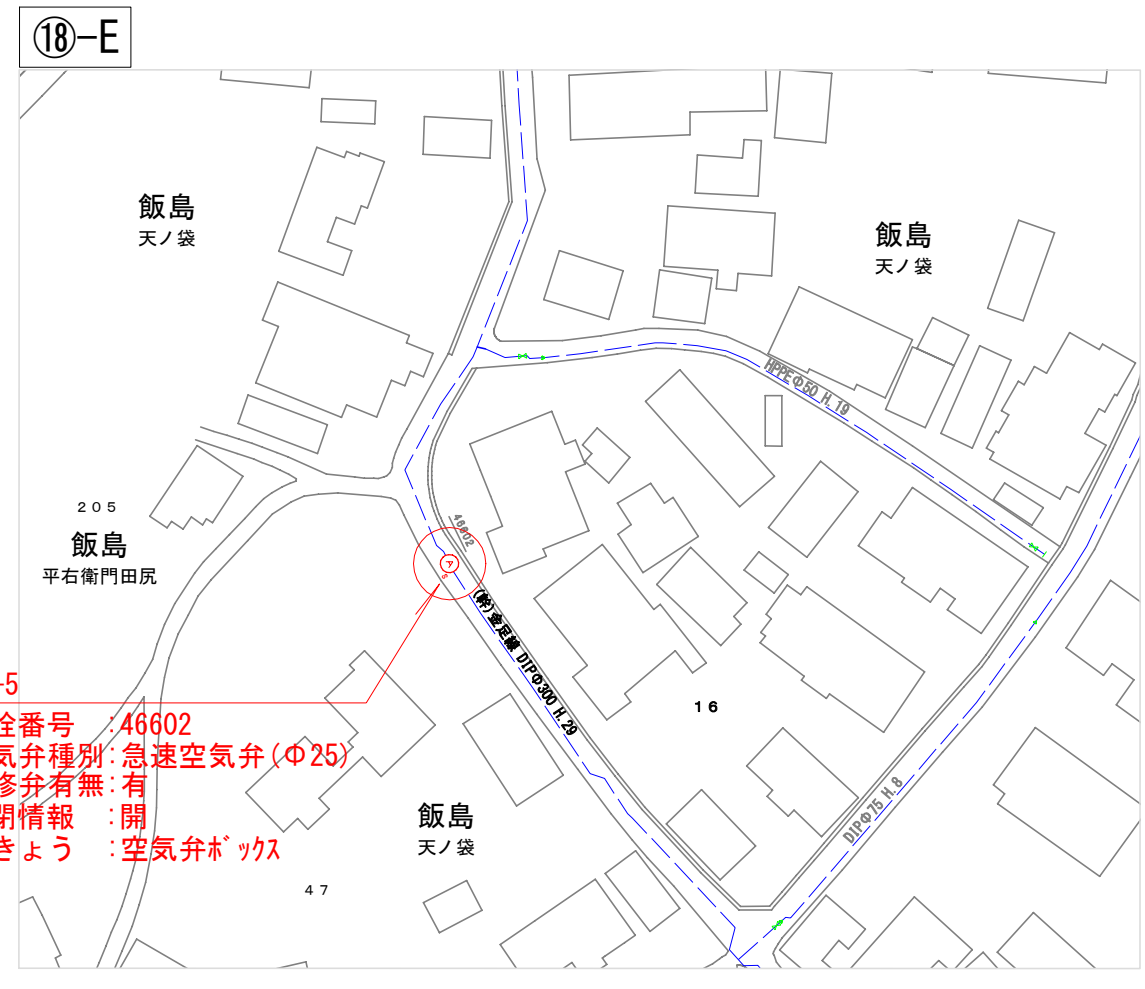 ⑱-E
飯島
天ノ袋
飯島
天ノ袋
HPPEΦ50 H.19
205
飯島
平右衛門田尻
46602
A
S
(幹)金足線 DIPΦ300 H.29
-5
栓番号 :46602
気弁種別:急速空気弁(Φ25)
修弁有無:有
閉情報 :開
きょう :空気弁ボックス
16
DIPΦ75 H.8
飯島
天ノ袋
47